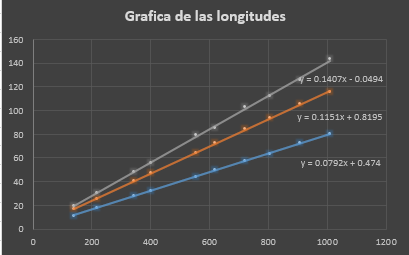 Grafica de las longitudes
160
140
y = 0.1407x - 0.0494
120
y = 0.1151x + 0.8195
100
80
y = 0.0792x + 0.474
60
40
20
0
0 200 400 600 800 1000 1200